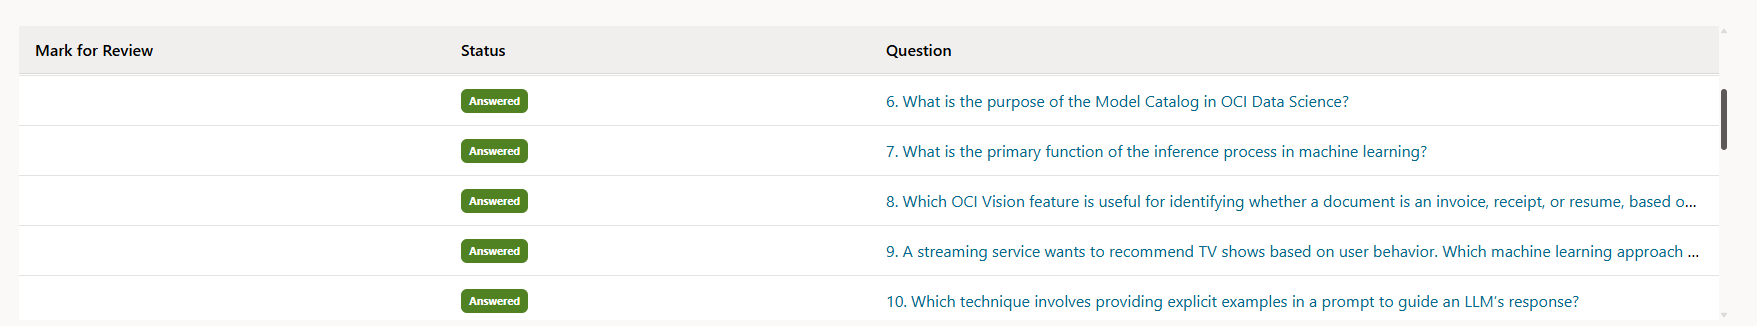 Mark for Review Status Question
Answered 6. What is the purpose of the Model Catalog in OCI Data Science?
Answered 7. What is the primary function of the inference process in machine learning?
Answered 8. Which OCI Vision feature is useful for identifying whether a document is an invoice, receipt, or resume, based o...
Answered 9. A streaming service wants to recommend TV shows based on user behavior. Which machine learning approach ...
Answered 10. Which technique involves providing explicit examples in a prompt to guide an LLM's response?